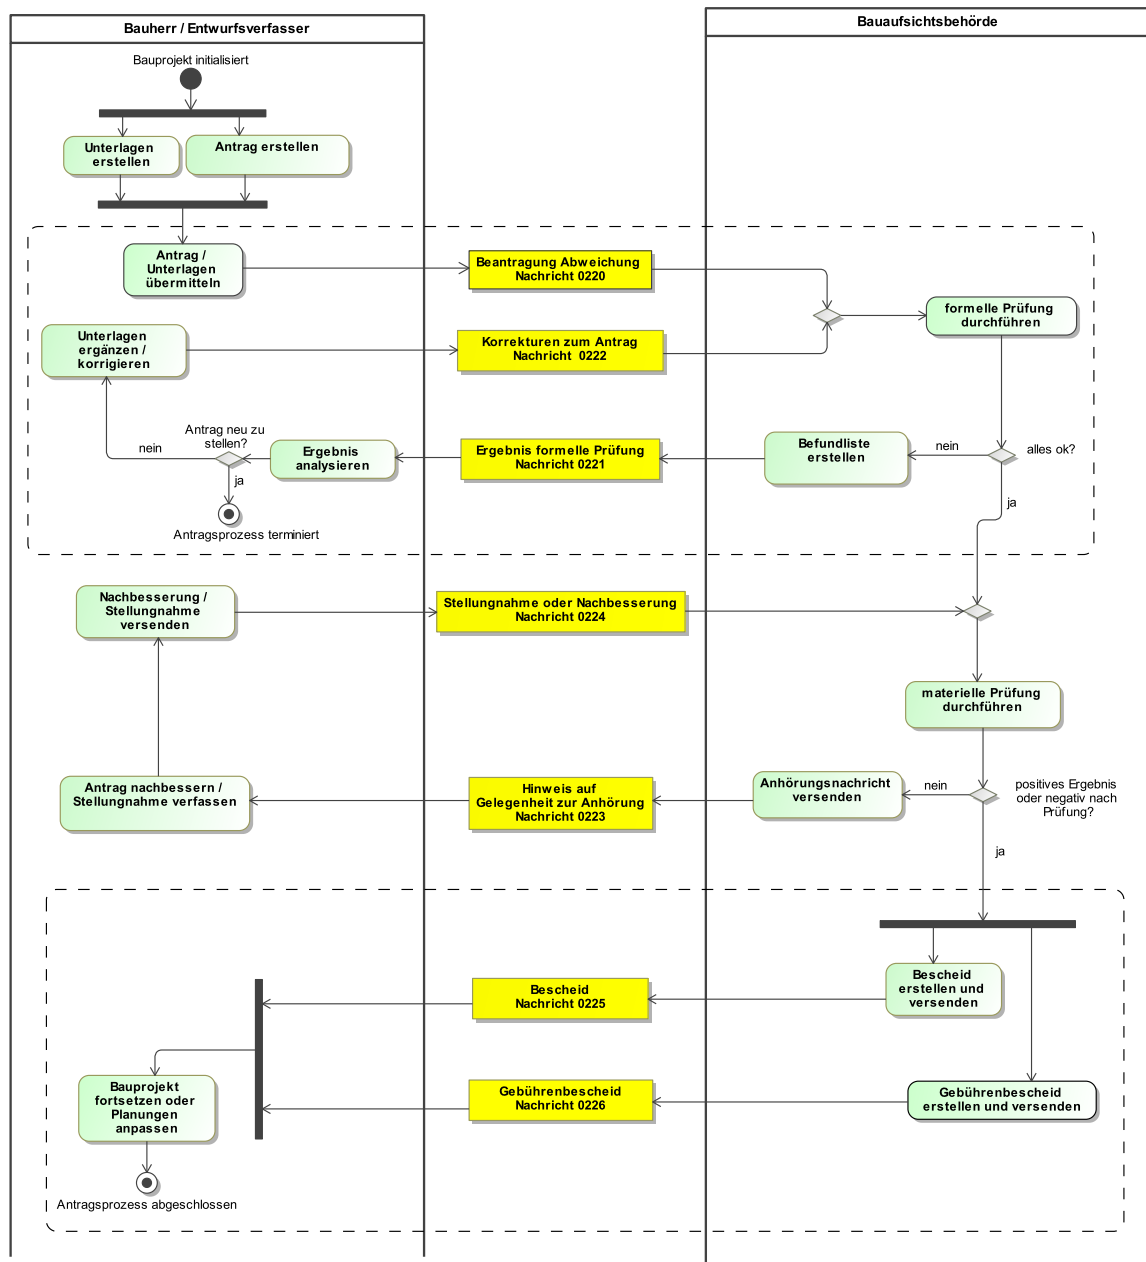 Bauherr / Entwurfsverfasser
Bauaufsichtsbehörde
Bauprojekt initialisiert
Unterlagen
erstellen
Antrag erstellen
Antrag /
Unterlagen
übermitteln
Beantragung Abweichung
Nachricht 0220
formelle Prüfung
durchführen
Unterlagen
ergänzen /
korrigieren
Korrekturen zum Antrag
Nachricht 0222
Antrag neu zu
stellen?
nein
ja
Ergebnis
analysieren
Ergebnis formelle Prüfung
Nachricht 0221
Befundliste
erstellen
nein
alles ok?
ja
Antragsprozess terminiert
Nachbesserung /
Stellungnahme
versenden
Stellungnahme oder Nachbesserung
Nachricht 0224
materielle Prüfung
durchführen
Antrag nachbessern /
Stellungnahme verfassen
Hinweis auf
Gelegenheit zur Anhörung
Nachricht 0223
Anhörungsnachricht
versenden
nein
positives Ergebnis
oder negativ nach
Prüfung?
ja
Bescheid
erstellen und
versenden
Bescheid
Nachricht 0225
Bauprojekt
fortsetzen oder
Planungen
anpassen
Gebührenbescheid
Nachricht 0226
Gebührenbescheid
erstellen und versenden
Antragsprozess abgeschlossen